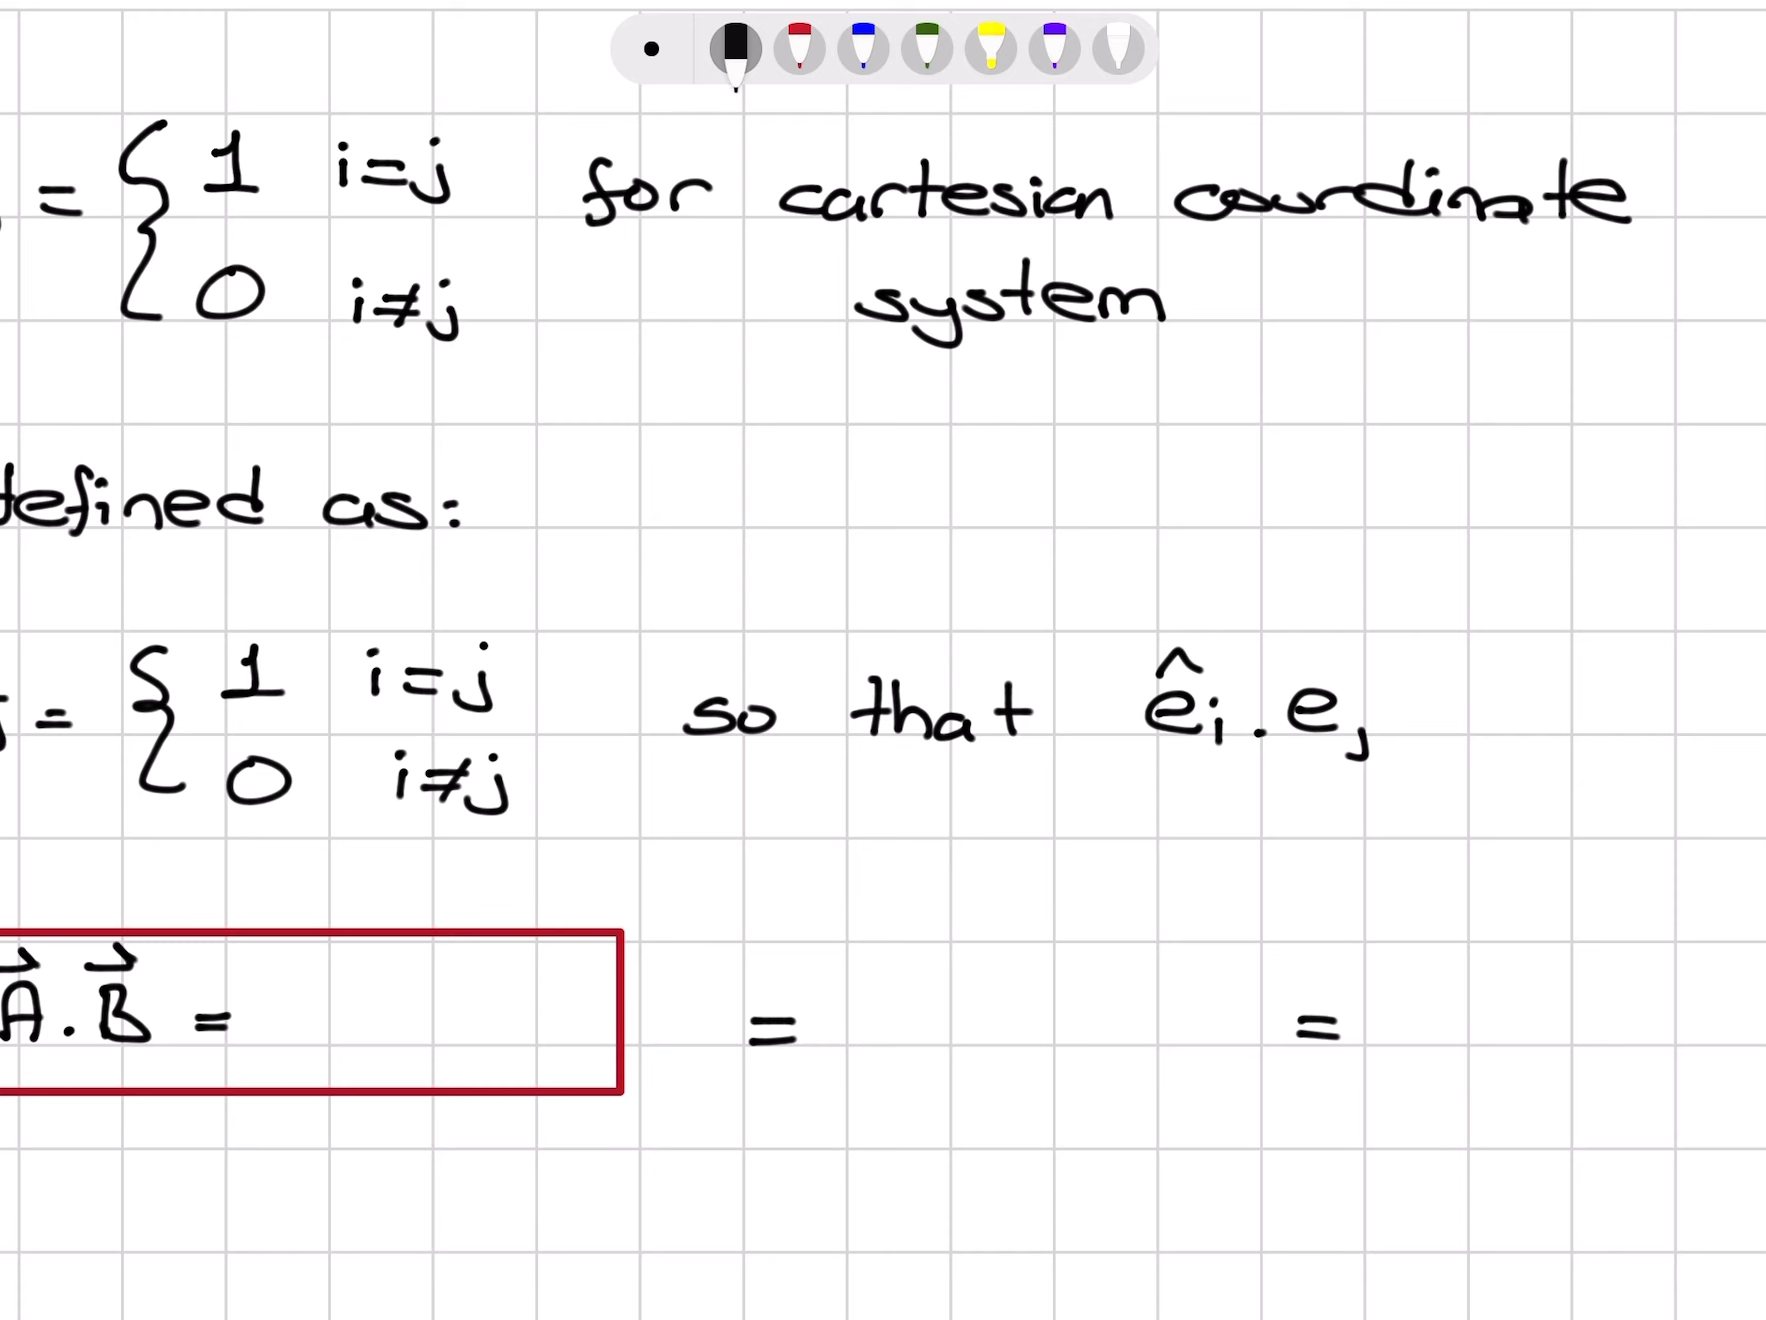 = { 1 i=j for cartesian coordinate
0 i≠j system
defined as:
j = { 1 i=j so that ê_i . e_j
0 i≠j
A⃗ . B⃗ = = =